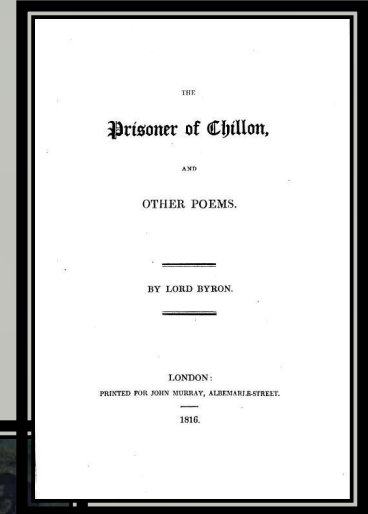 THE
Prisoner of Chillon,
AND
OTHER POEMS.
BY LORD BYRON.
LONDON:
PRINTED FOR JOHN MURRAY, ALBEMARLE-STREET.
1816.